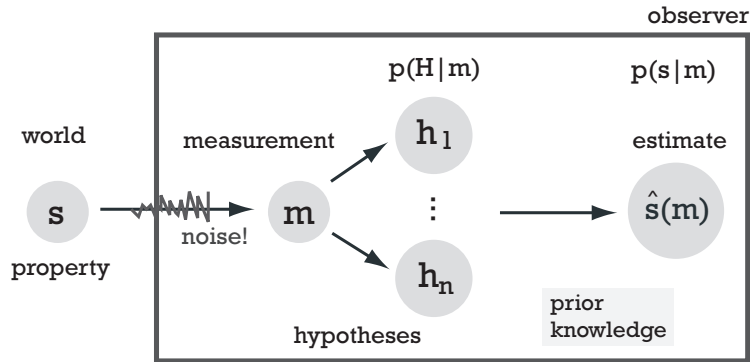 observer
p(H|m)
p(s|m)
world
measurement
h1
estimate
s
noise!
m
⋮
ŝ(m)
property
hn
hypotheses
prior
knowledge